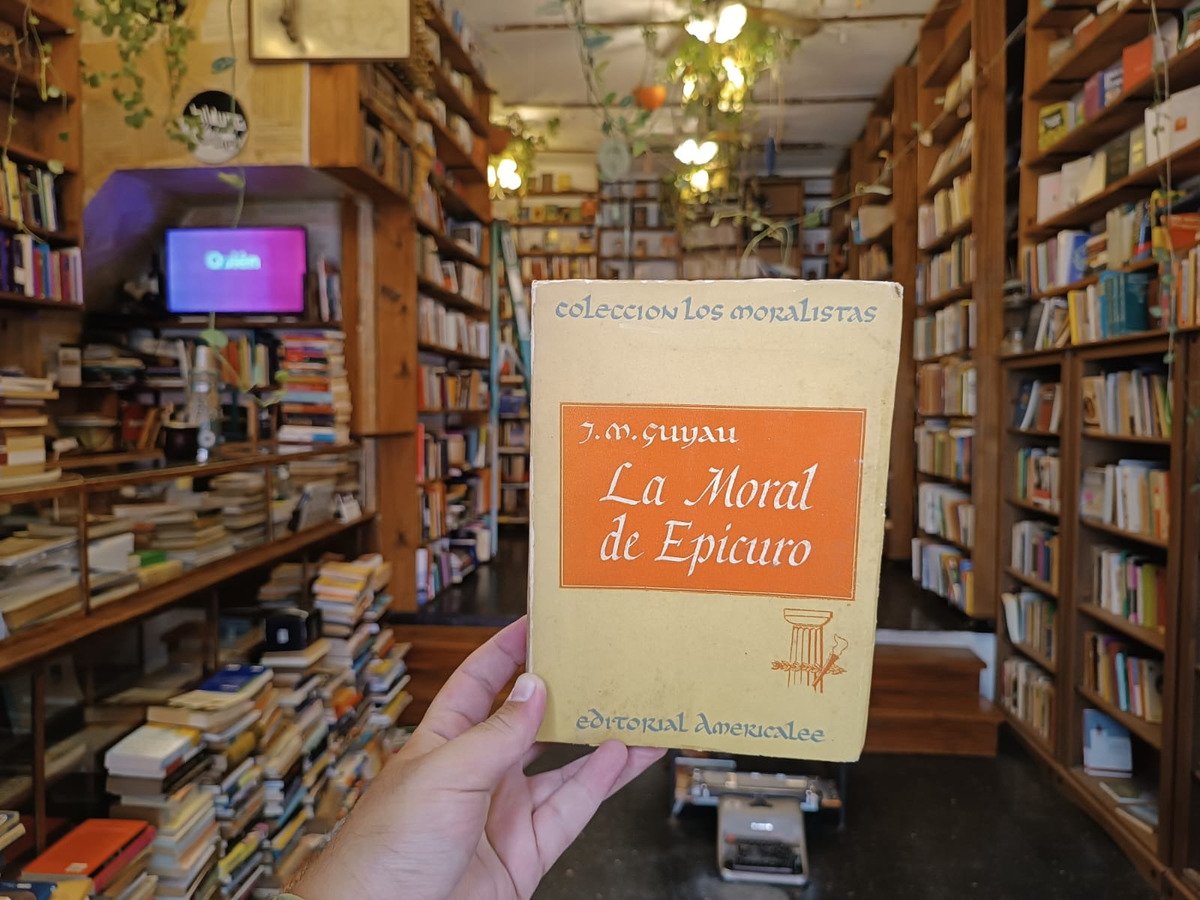 COLECCION LOS MORALISTAS
J. M. GUYAU
La Moral
de Epicuro
EDITORIAL AMERICALEE